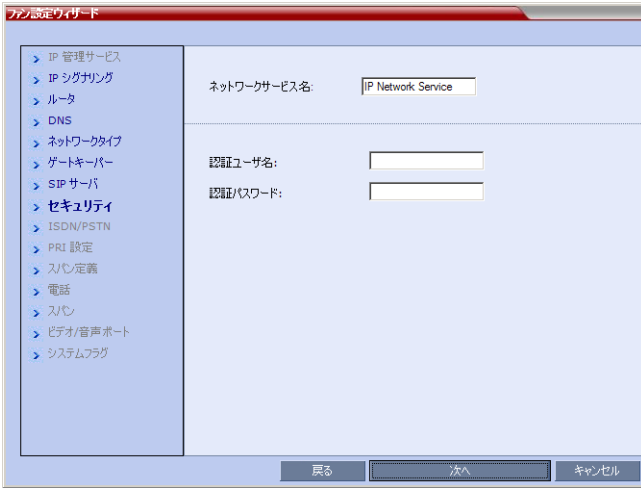 ファン設定ウィザード
IP 管理サービス
IP シグナリング
ルータ
DNS
ネットワークタイプ
ゲートキーパー
SIP サーバ
セキュリティ
ISDN/PSTN
PRI 設定
スパン定義
電話
スパン
ビデオ/音声ポート
システムフラグ
ネットワークサービス名:
IP Network Service
認証ユーザ名:
認証パスワード:
戻る
次へ
キャンセル